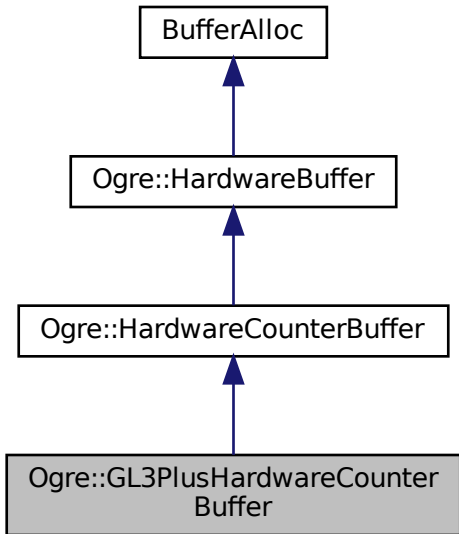 BufferAlloc
Ogre::HardwareBuffer
Ogre::HardwareCounterBuffer
Ogre::GL3PlusHardwareCounter
Buffer